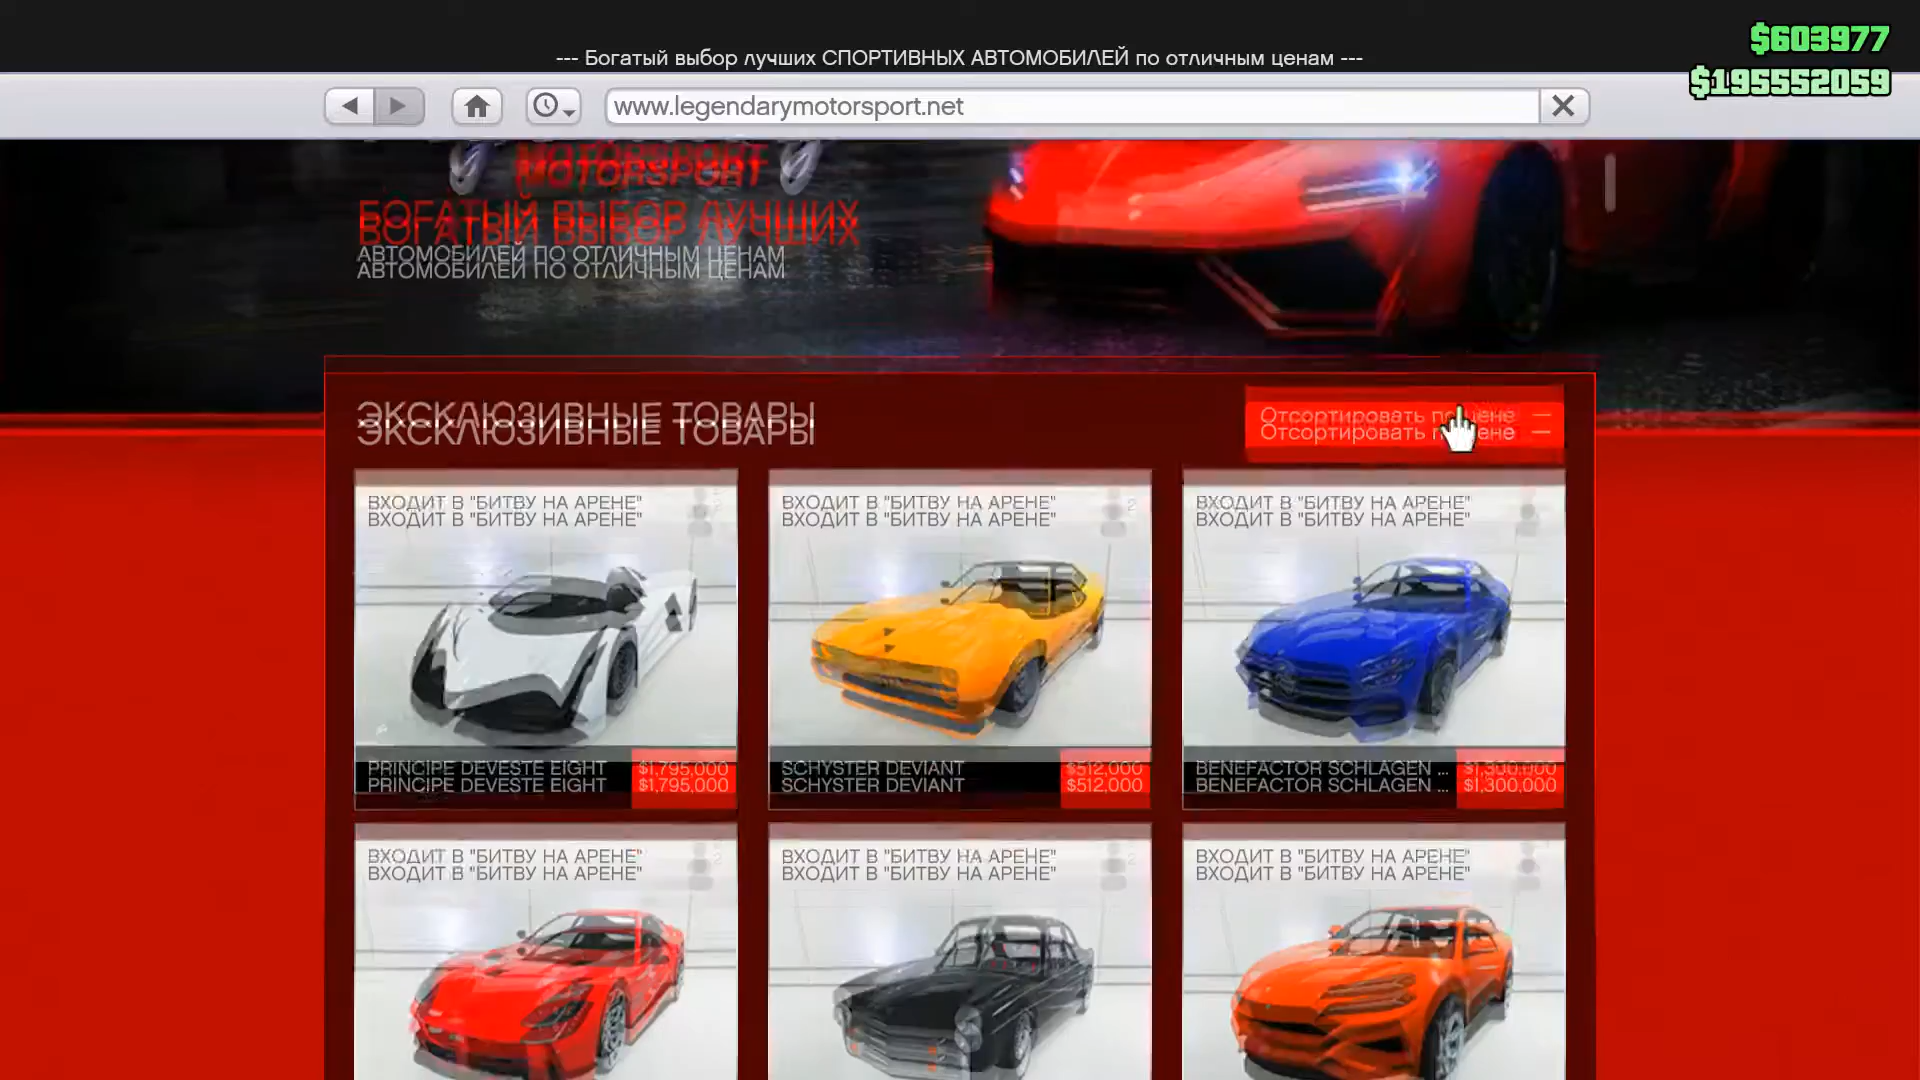 $603977
--- Богатый выбор лучших СПОРТИВНЫХ АВТОМОБИЛЕЙ по отличным ценам ---
$195552059
www.legendarymotorsport.net
MOTORSPORT
БОГАТЫЙ ВЫБОР ЛУЧШИХ
АВТОМОБИЛЕЙ ПО ОТЛИЧНЫМ ЦЕНАМ
ЭКСКЛЮЗИВНЫЕ ТОВАРЫ
Отсортировать по цене
ВХОДИТ В "БИТВУ НА АРЕНЕ"
ВХОДИТ В "БИТВУ НА АРЕНЕ"
ВХОДИТ В "БИТВУ НА АРЕНЕ"
PRINCIPE DEVESTE EIGHT $1,795,000
SCHYSTER DEVIANT $512,000
BENEFACTOR SCHLAGEN ... $1,300,000
ВХОДИТ В "БИТВУ НА АРЕНЕ"
ВХОДИТ В "БИТВУ НА АРЕНЕ"
ВХОДИТ В "БИТВУ НА АРЕНЕ"